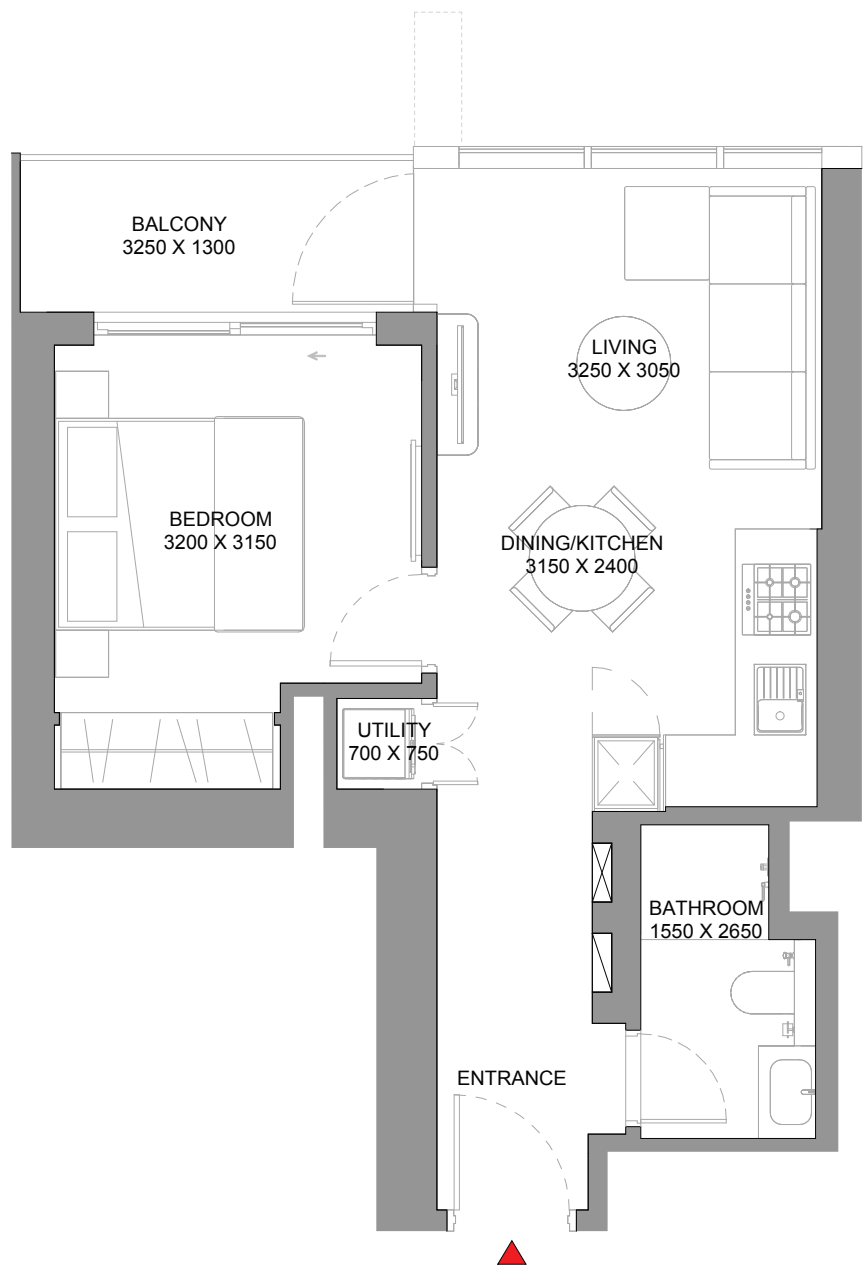 BALCONY
3250 X 1300
LIVING
3250 X 3050
BEDROOM
3200 X 3150
DINING/KITCHEN
3150 X 2400
UTILITY
700 X 750
BATHROOM
1550 X 2650
ENTRANCE